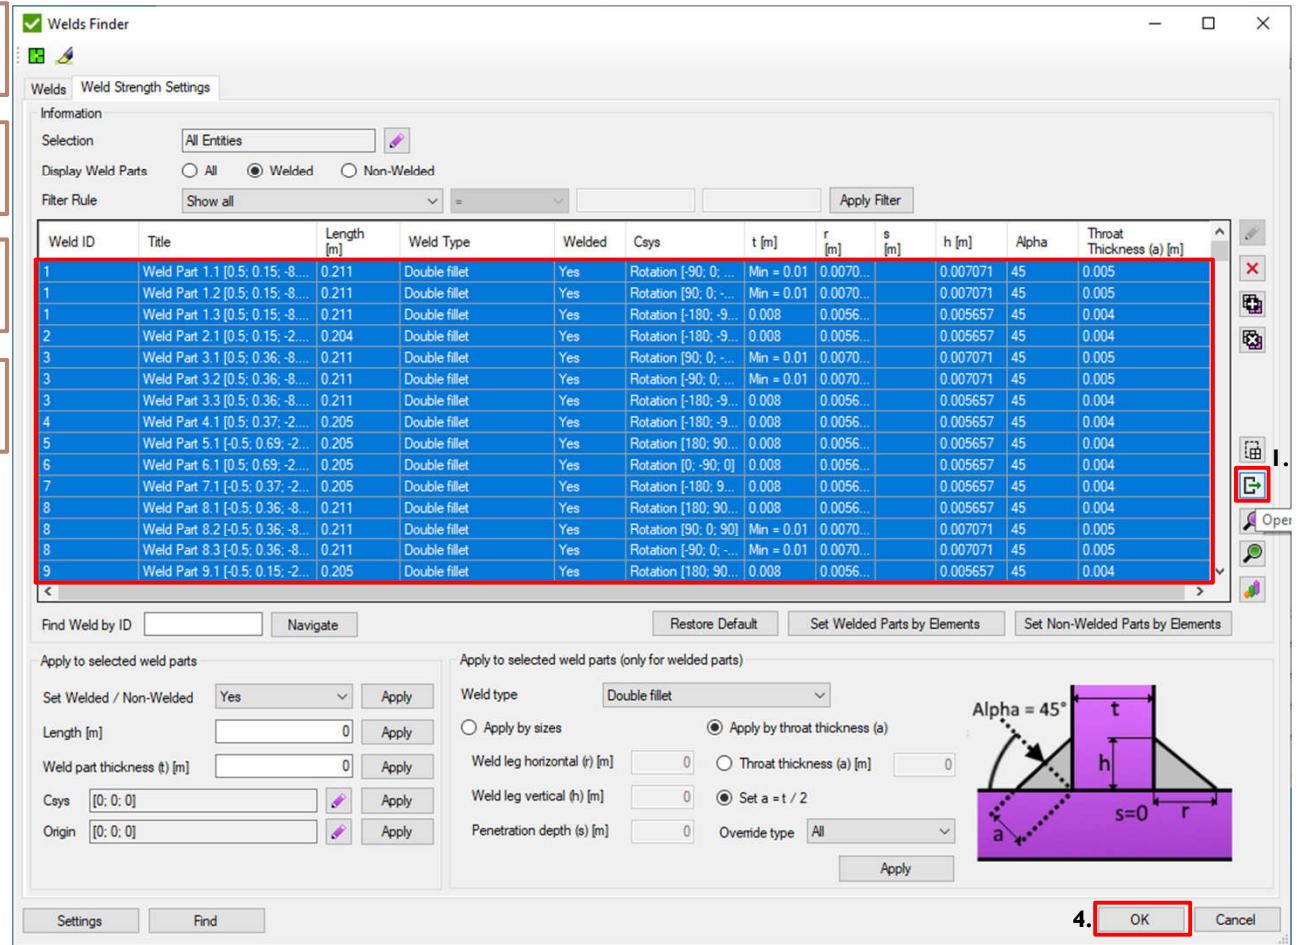 Welds Finder
Welds Weld Strength Settings
Information
Selection All Entities
Display Weld Parts All Welded Non-Welded
Filter Rule Show all = Apply Filter
Weld ID Title Length [m] Weld Type Welded Csys t [m] r [m] s [m] h [m] Alpha Throat Thickness (a) [m]
1 Weld Part 1.1 [0.5; 0.15; -8.... 0.211 Double fillet Yes Rotation [-90; 0; ... Min = 0.01 0.0070... 0.007071 45 0.005
1 Weld Part 1.2 [0.5; 0.15; -8.... 0.211 Double fillet Yes Rotation [90; 0; -... Min = 0.01 0.0070... 0.007071 45 0.005
1 Weld Part 1.3 [0.5; 0.15; -8.... 0.211 Double fillet Yes Rotation [-180; -9... 0.008 0.0056... 0.005657 45 0.004
2 Weld Part 2.1 [0.5; 0.15; -2.... 0.204 Double fillet Yes Rotation [-180; -9... 0.008 0.0056... 0.005657 45 0.004
3 Weld Part 3.1 [0.5; 0.36; -8.... 0.211 Double fillet Yes Rotation [90; 0; -... Min = 0.01 0.0070... 0.007071 45 0.005
3 Weld Part 3.2 [0.5; 0.36; -8.... 0.211 Double fillet Yes Rotation [-90; 0; ... Min = 0.01 0.0070... 0.007071 45 0.005
3 Weld Part 3.3 [0.5; 0.36; -8.... 0.211 Double fillet Yes Rotation [-180; -9... 0.008 0.0056... 0.005657 45 0.004
4 Weld Part 4.1 [0.5; 0.37; -2.... 0.205 Double fillet Yes Rotation [-180; -9... 0.008 0.0056... 0.005657 45 0.004
5 Weld Part 5.1 [-0.5; 0.69; -2... 0.205 Double fillet Yes Rotation [180; 90... 0.008 0.0056... 0.005657 45 0.004
6 Weld Part 6.1 [0.5; 0.69; -2.... 0.205 Double fillet Yes Rotation [0; -90; 0] 0.008 0.0056... 0.005657 45 0.004
7 Weld Part 7.1 [-0.5; 0.37; -2... 0.205 Double fillet Yes Rotation [-180; 9... 0.008 0.0056... 0.005657 45 0.004
8 Weld Part 8.1 [-0.5; 0.36; -8... 0.211 Double fillet Yes Rotation [180; 90... 0.008 0.0056... 0.005657 45 0.004
8 Weld Part 8.2 [-0.5; 0.36; -8... 0.211 Double fillet Yes Rotation [90; 0; 90] Min = 0.01 0.0070... 0.007071 45 0.005
8 Weld Part 8.3 [-0.5; 0.36; -8... 0.211 Double fillet Yes Rotation [-90; 0; -... Min = 0.01 0.0070... 0.007071 45 0.005
9 Weld Part 9.1 [-0.5; 0.15; -2... 0.205 Double fillet Yes Rotation [180; 90... 0.008 0.0056... 0.005657 45 0.004
1.
Open
Find Weld by ID Navigate Restore Default Set Welded Parts by Elements Set Non-Welded Parts by Elements
Apply to selected weld parts
Set Welded / Non-Welded Yes Apply
Length [m] 0 Apply
Weld part thickness (t) [m] 0 Apply
Csys [0; 0; 0] Apply
Origin [0; 0; 0] Apply
Apply to selected weld parts (only for welded parts)
Weld type Double fillet
Apply by sizes Apply by throat thickness (a)
Weld leg horizontal (r) [m] 0 Throat thickness (a) [m] 0
Weld leg vertical (h) [m] 0 Set a = t / 2
Penetration depth (s) [m] 0 Override type All
Apply
Alpha = 45° t
h
s=0 r
a
Settings Find 4. OK Cancel